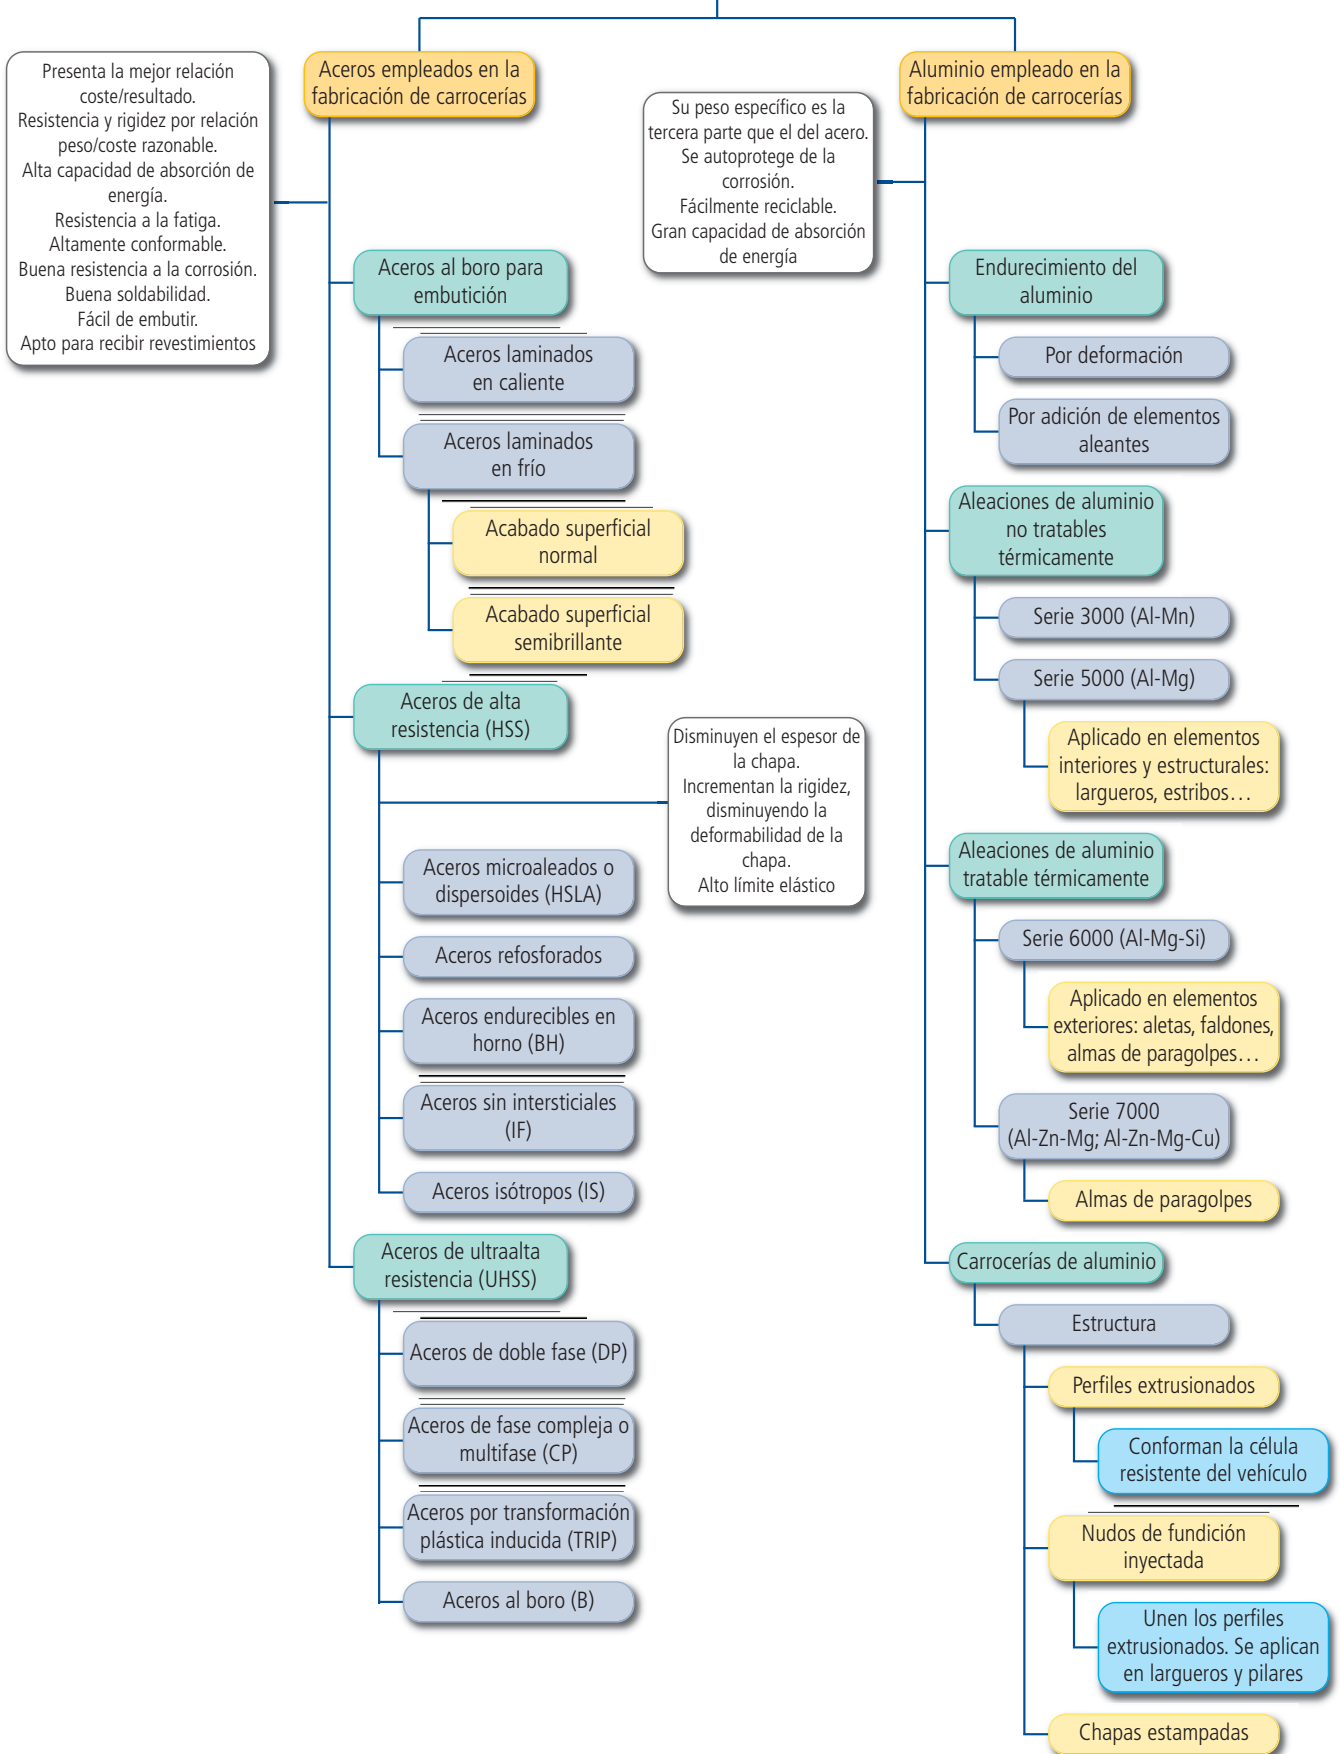 Presenta la mejor relación
coste/resultado.
Resistencia y rigidez por relación
peso/coste razonable.
Alta capacidad de absorción de
energía.
Resistencia a la fatiga.
Altamente conformable.
Buena resistencia a la corrosión.
Buena soldabilidad.
Fácil de embutir.
Apto para recibir revestimientos
Aceros empleados en la
fabricación de carrocerías
Aceros al boro para
embutición
Aceros laminados
en caliente
Aceros laminados
en frío
Acabado superficial
normal
Acabado superficial
semibrillante
Aceros de alta
resistencia (HSS)
Disminuyen el espesor de
la chapa.
Incrementan la rigidez,
disminuyendo la
deformabilidad de la
chapa.
Alto límite elástico
Aceros microaleados o
dispersoides (HSLA)
Aceros refosforados
Aceros endurecibles en
horno (BH)
Aceros sin intersticiales
(IF)
Aceros isótropos (IS)
Aceros de ultraalta
resistencia (UHSS)
Aceros de doble fase (DP)
Aceros de fase compleja o
multifase (CP)
Aceros por transformación
plástica inducida (TRIP)
Aceros al boro (B)
Aluminio empleado en la
fabricación de carrocerías
Su peso específico es la
tercera parte que el del acero.
Se autoprotege de la
corrosión.
Fácilmente reciclable.
Gran capacidad de absorción
de energía
Endurecimiento del
aluminio
Por deformación
Por adición de elementos
aleantes
Aleaciones de aluminio
no tratables
térmicamente
Serie 3000 (Al-Mn)
Serie 5000 (Al-Mg)
Aplicado en elementos
interiores y estructurales:
largueros, estribos…
Aleaciones de aluminio
tratable térmicamente
Serie 6000 (Al-Mg-Si)
Aplicado en elementos
exteriores: aletas, faldones,
almas de paragolpes…
Serie 7000
(Al-Zn-Mg; Al-Zn-Mg-Cu)
Almas de paragolpes
Carrocerías de aluminio
Estructura
Perfiles extrusionados
Conforman la célula
resistente del vehículo
Nudos de fundición
inyectada
Unen los perfiles
extrusionados. Se aplican
en largueros y pilares
Chapas estampadas